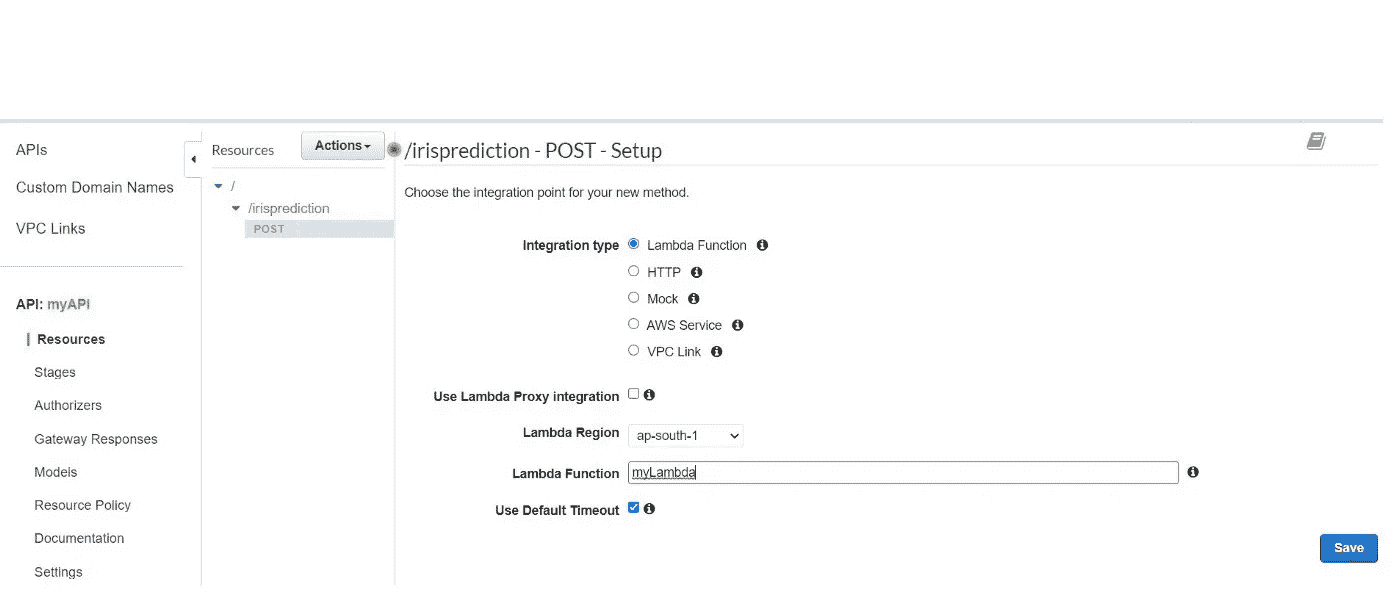 APIs
Custom Domain Names
VPC Links
API: myAPI
Resources
Stages
Authorizers
Gateway Responses
Models
Resource Policy
Documentation
Settings
Resources
Actions
/
/irisprediction
POST
/irisprediction - POST - Setup
Choose the integration point for your new method.
Integration type
Lambda Function
HTTP
Mock
AWS Service
VPC Link
Use Lambda Proxy integration
Lambda Region ap-south-1
Lambda Function myLambda
Use Default Timeout
Save